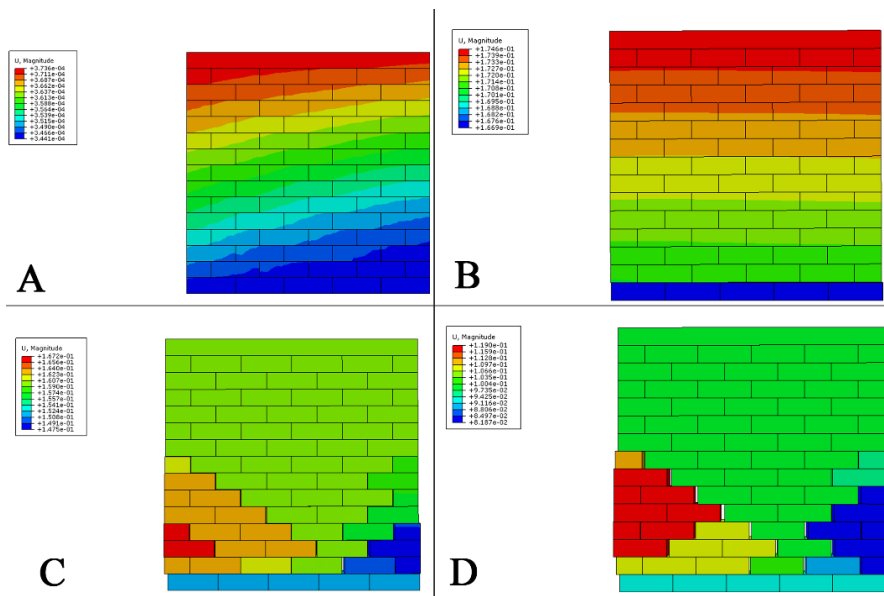 U, Magnitude
+3.736e-04
+3.711e-04
+3.687e-04
+3.662e-04
+3.637e-04
+3.613e-04
+3.588e-04
+3.564e-04
+3.539e-04
+3.515e-04
+3.490e-04
+3.466e-04
+3.441e-04
A
U, Magnitude
+1.746e-01
+1.739e-01
+1.733e-01
+1.727e-01
+1.720e-01
+1.714e-01
+1.708e-01
+1.701e-01
+1.695e-01
+1.688e-01
+1.682e-01
+1.676e-01
+1.669e-01
B
U, Magnitude
+1.672e-01
+1.656e-01
+1.640e-01
+1.623e-01
+1.607e-01
+1.590e-01
+1.574e-01
+1.557e-01
+1.541e-01
+1.524e-01
+1.508e-01
+1.491e-01
+1.475e-01
C
U, Magnitude
+1.190e-01
+1.159e-01
+1.128e-01
+1.097e-01
+1.066e-01
+1.035e-01
+1.004e-01
+9.735e-02
+9.425e-02
+9.116e-02
+8.806e-02
+8.497e-02
+8.187e-02
D